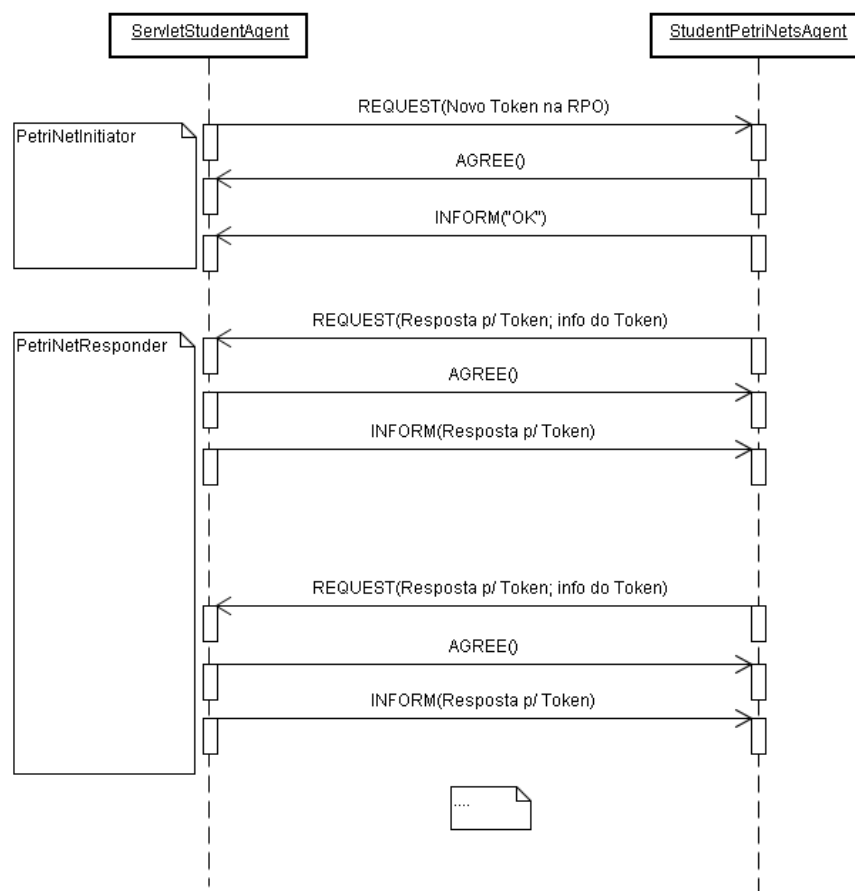 ServletStudentAgent
StudentPetriNetsAgent
REQUEST(Novo Token na RPO)
PetriNetInitiator
AGREE()
INFORM("OK")
REQUEST(Resposta p/ Token; info do Token)
PetriNetResponder
AGREE()
INFORM(Resposta p/ Token)
REQUEST(Resposta p/ Token; info do Token)
AGREE()
INFORM(Resposta p/ Token)
....